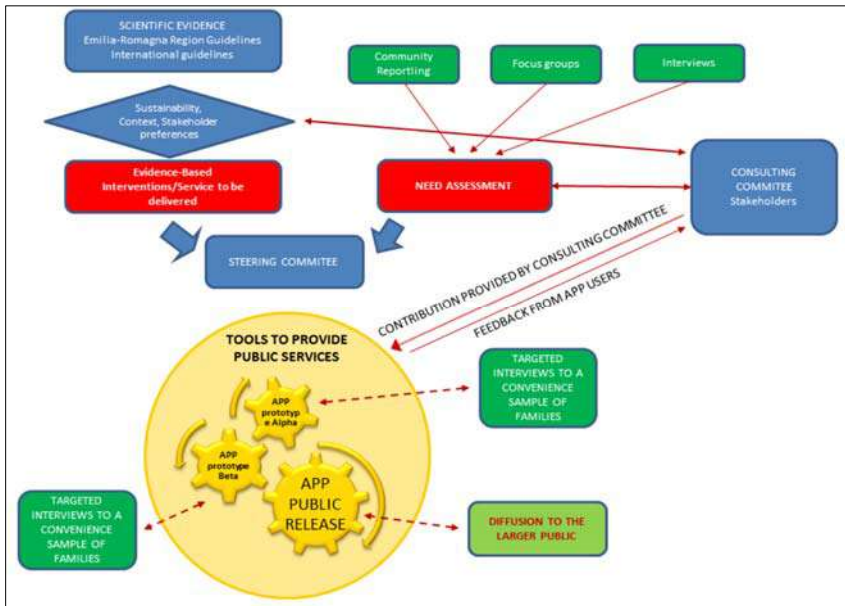 SCIENTIFIC EVIDENCE
Emilia-Romagna Region Guidelines
International guidelines
Community
Reportling
Focus groups
Interviews
Sustainability,
Context, Stakeholder
preferences
Evidence-Based
Interventions/Service to be
delivered
NEED ASSESSMENT
CONSULTING
COMMITEE
Stakeholders
STEERING COMMITEE
CONTRIBUTION PROVIDED BY CONSULTING COMMITTEE
FEEDBACK FROM APP USERS
TOOLS TO PROVIDE
PUBLIC SERVICES
APP
prototyp
e Alpha
TARGETED
INTERVIEWS TO A
CONVENIENCE
SAMPLE OF
FAMILIES
APP
prototype
Beta
APP
PUBLIC
RELEASE
TARGETED
INTERVIEWS TO A
CONVENIENCE
SAMPLE OF
FAMILIES
DIFFUSION TO THE
LARGER PUBLIC